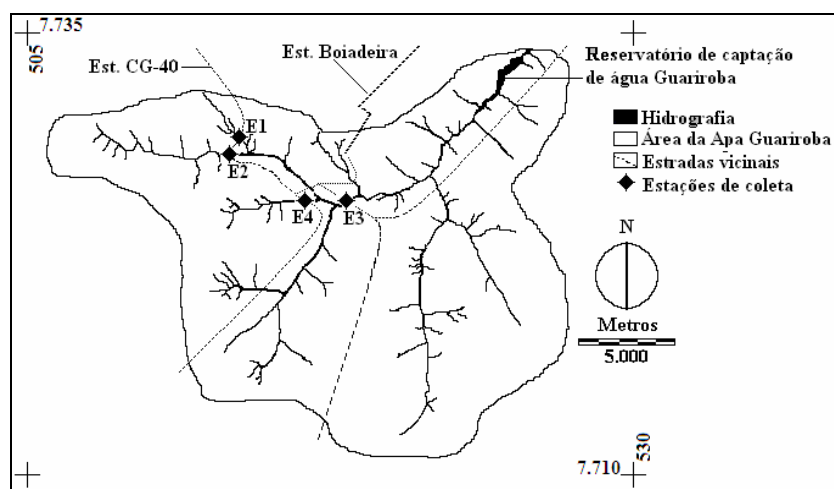 7.735
505
Est. CG-40
Est. Boiadeira
Reservatório de captação
de água Guariroba
Hidrografia
Área da Apa Guariroba
Estradas vicinais
Estações de coleta
E1
E2
E4
E3
N
Metros
5.000
7.710
530